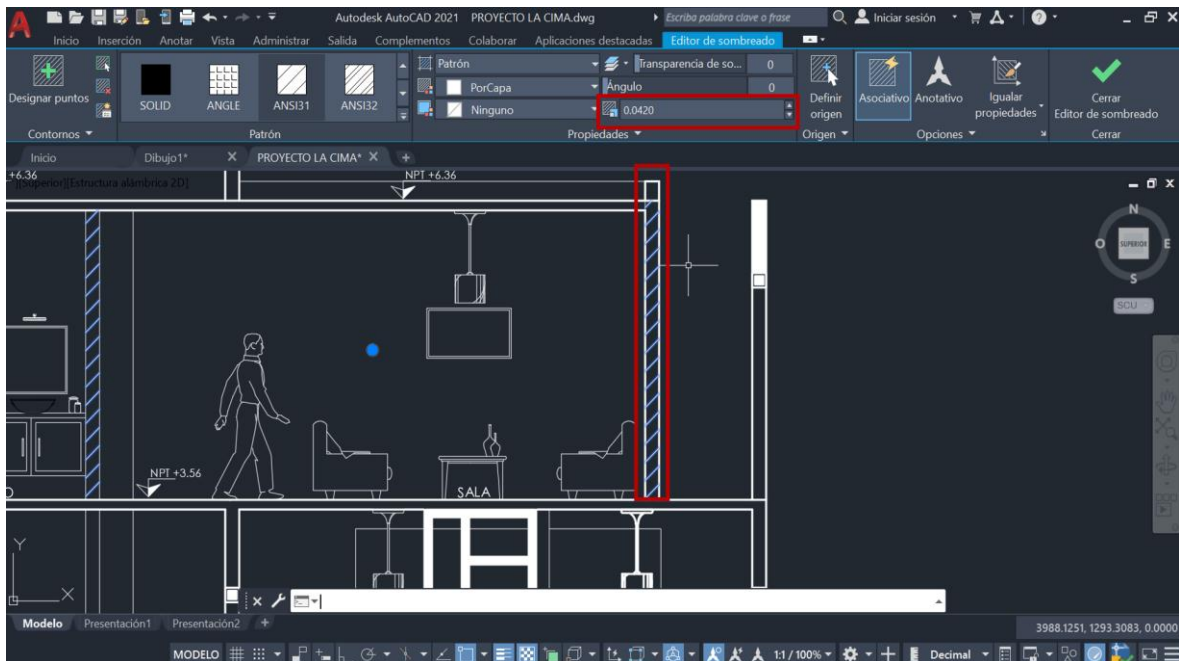 Autodesk AutoCAD 2021 PROYECTO LA CIMA.dwg Escriba palabra clave o frase Iniciar sesión
Inicio Inserción Anotar Vista Administrar Salida Complementos Colaborar Aplicaciones destacadas Editor de sombreado
Patrón Transparencia de so... 0
PorCapa Ángulo 0
Ninguno 0.0420
Designar puntos SOLID ANGLE ANSI31 ANSI32
Definir origen Asociativo Anotativo Igualar propiedades Cerrar Editor de sombreado
Contornos Patrón Propiedades Origen Opciones Cerrar
Inicio Dibujo1* PROYECTO LA CIMA*
+6.36 [Superior][Estructura alámbrica 2D] NPT +6.36
N
O SUPERIOR E
S
SCU
NPT +3.56
SALA
Y
X
Modelo Presentación1 Presentación2
3988.1251, 1293.3083, 0.0000
MODELO 1:1 / 100% Decimal